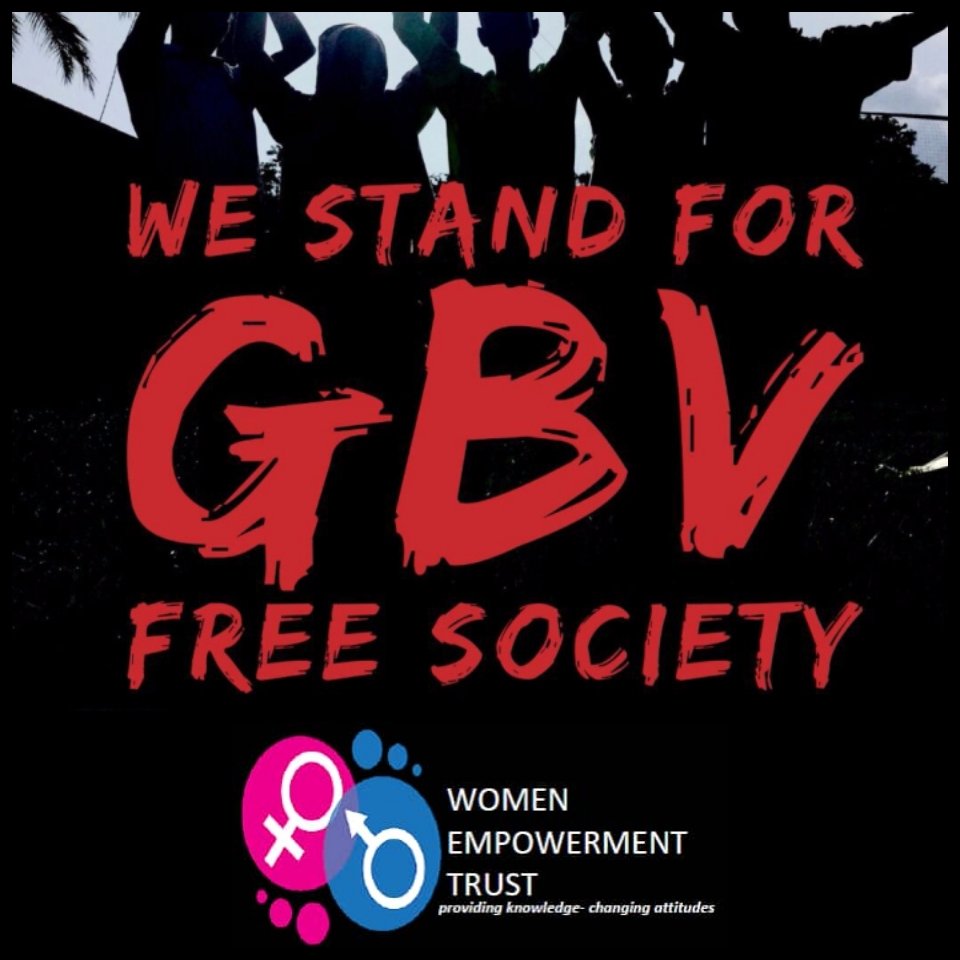 WE STAND FOR
GBV
FREE SOCIETY
WOMEN
EMPOWERMENT
TRUST
providing knowledge- changing attitudes